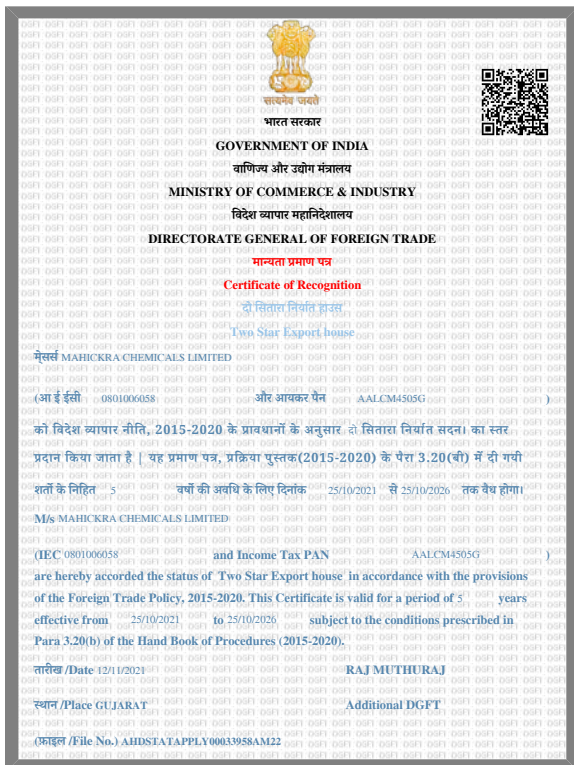 सत्यमेव जयते
भारत सरकार
GOVERNMENT OF INDIA
वाणिज्य और उद्योग मंत्रालय
MINISTRY OF COMMERCE & INDUSTRY
विदेश व्यापार महानिदेशालय
DIRECTORATE GENERAL OF FOREIGN TRADE
मान्यता प्रमाण पत्र
Certificate of Recognition
दो सितारा निर्यात हाउस
Two Star Export house
मे्सर्स MAHICKRA CHEMICALS LIMITED
(आ ई ईसी 0801006058 और आयकर पैन AALCM4505G )
को विदेश व्यापार नीति, 2015-2020 के प्रावधानों के अनुसार दो सितारा निर्यात सदन। का स्तर
प्रदान किया जाता है | यह प्रमाण पत्र, प्रक्रिया पुस्तक(2015-2020) के पैरा 3.20(बी) में दी गयी
शर्तो के निहित 5 वर्षो की अवधि के लिए दिनांक 25/10/2021 से 25/10/2026 तक वैध होगा।
M/s MAHICKRA CHEMICALS LIMITED
(IEC 0801006058 and Income Tax PAN AALCM4505G )
are hereby accorded the status of Two Star Export house in accordance with the provisions
of the Foreign Trade Policy, 2015-2020. This Certificate is valid for a period of 5 years
effective from 25/10/2021 to 25/10/2026 subject to the conditions prescribed in
Para 3.20(b) of the Hand Book of Procedures (2015-2020).
तारीख /Date 12/11/2021 RAJ MUTHURAJ
स्थान /Place GUJARAT Additional DGFT
(फ़ाइल /File No.) AHDSTATAPPLY00033958AM22